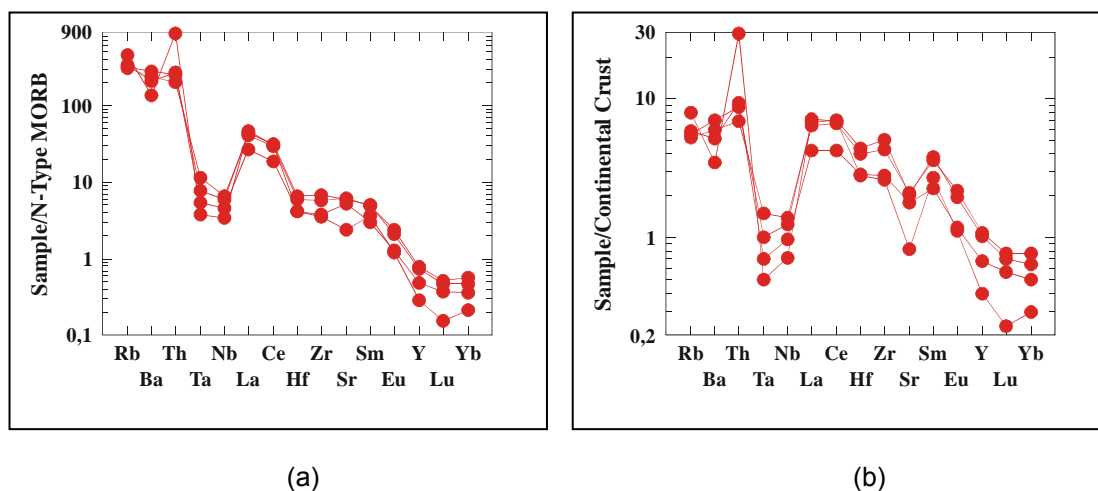 Sample/N-Type MORB
900
100
10
1
0,1
Rb Th Nb Ce Zr Sm Y Yb
Ba Ta La Hf Sr Eu Lu
(a)
Sample/Continental Crust
30
10
1
0,2
Rb Th Nb Ce Zr Sm Y Yb
Ba Ta La Hf Sr Eu Lu
(b)